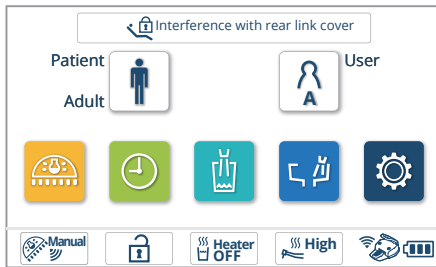 Interference with rear link cover
Patient
Adult
User
A
Manual
Heater
OFF
High